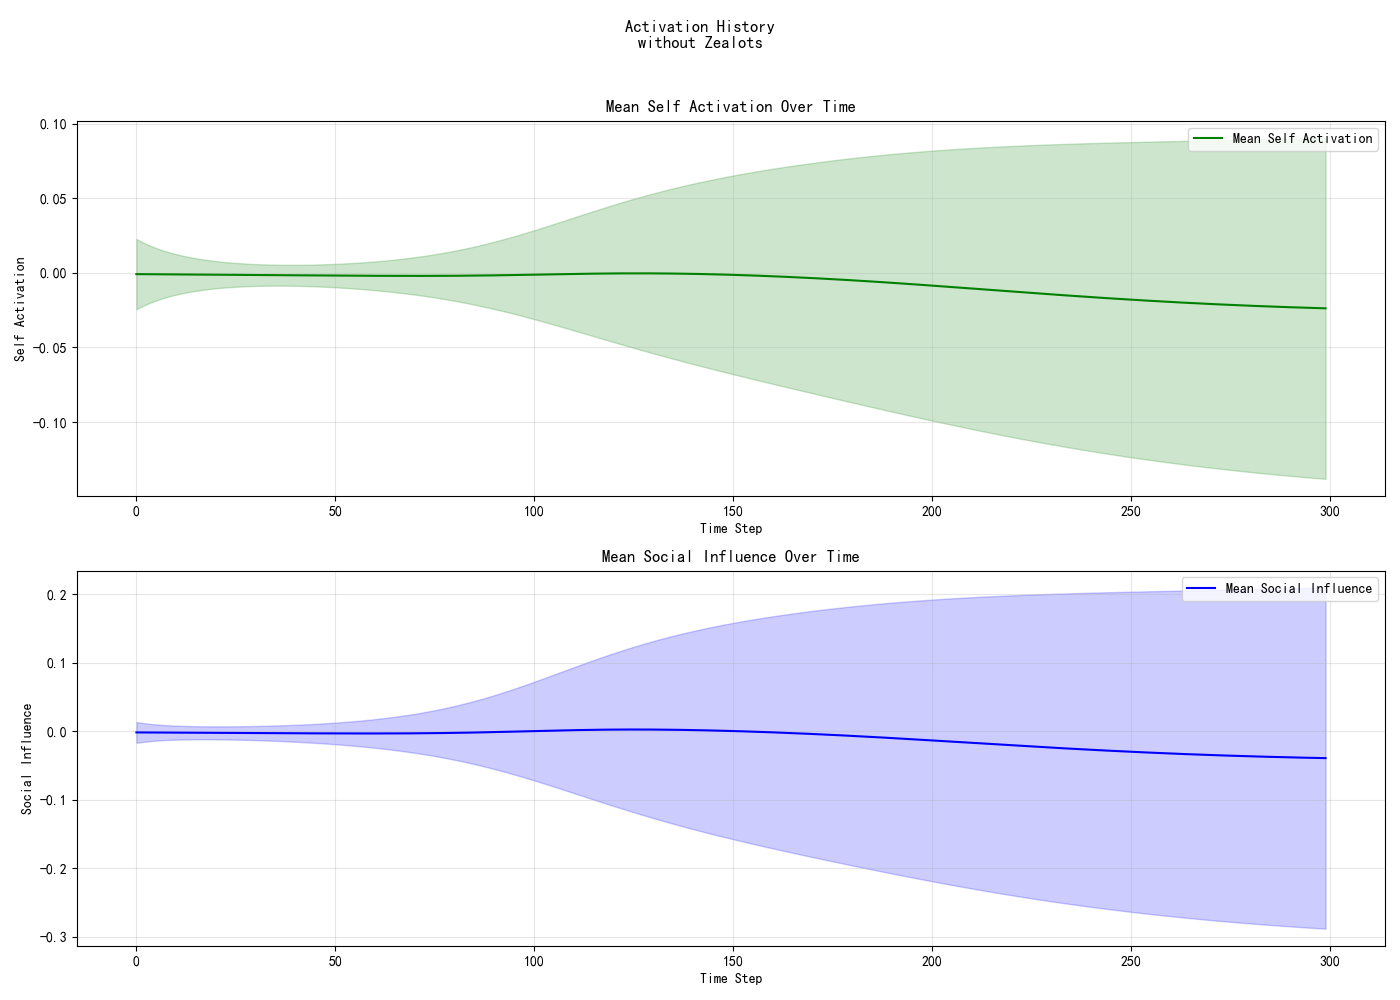 Activation History
without Zealots
Mean Self Activation Over Time
Mean Self Activation
Self Activation
0.10
0.05
0.00
−0.05
−0.10
0
50
100
150
200
250
300
Time Step
Mean Social Influence Over Time
Mean Social Influence
Social Influence
0.2
0.1
0.0
−0.1
−0.2
−0.3
0
50
100
150
200
250
300
Time Step